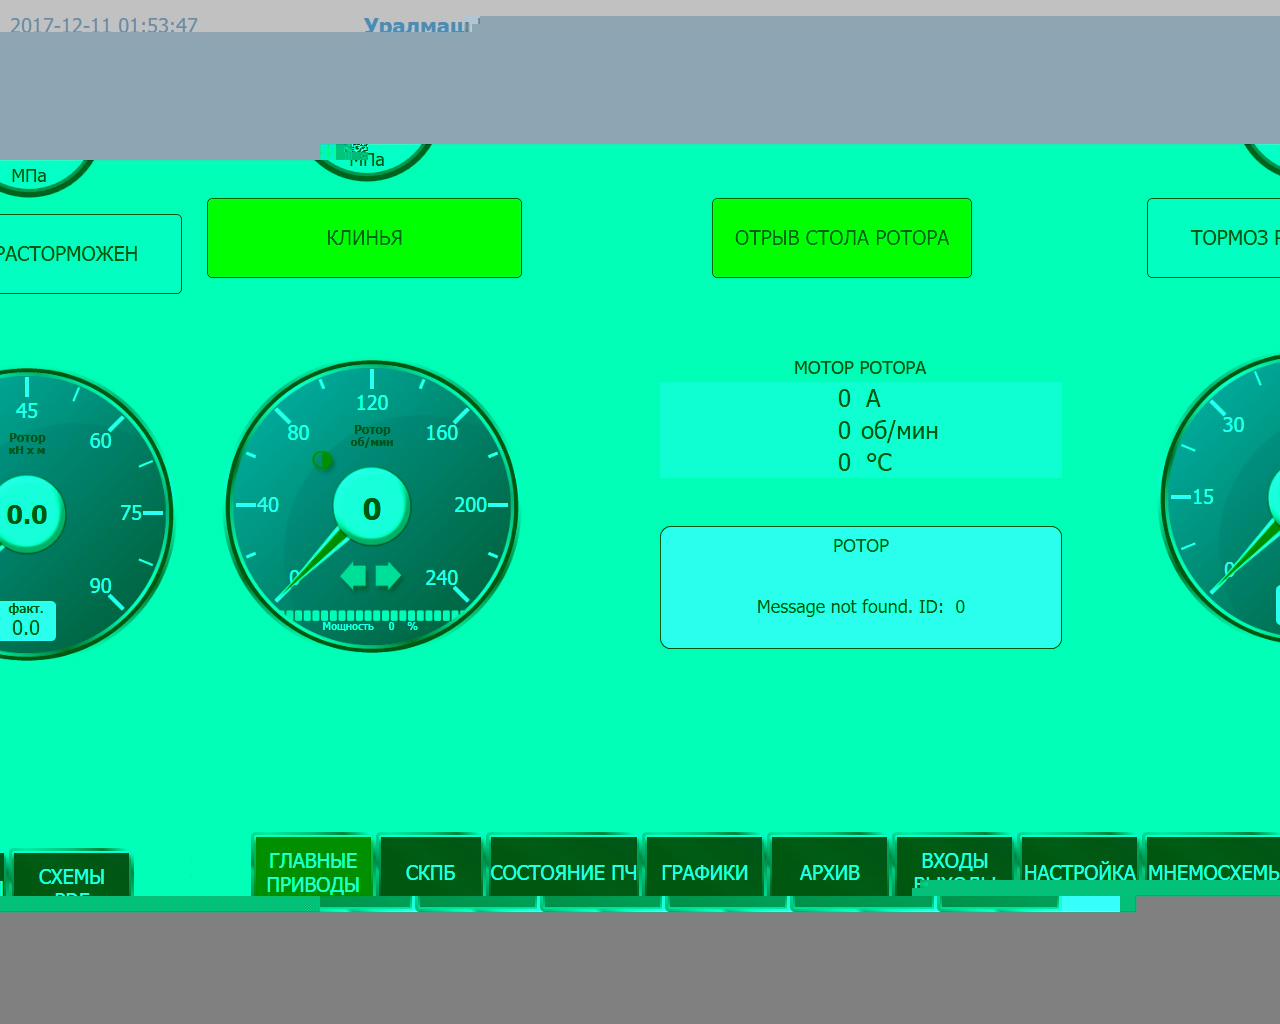 2017-12-11 01:53:47
Уралмаш
МПа
МПа
РАСТОРМОЖЕН
КЛИНЬЯ
ОТРЫВ СТОЛА РОТОРА
ТОРМОЗ
45
60
75
90
Ротор
кН х м
0.0
факт.
0.0
0
40
80
120
160
200
240
Ротор
об/мин
0
Мощность 0 %
МОТОР РОТОРА
0 А
0 об/мин
0 °C
РОТОР
Message not found. ID: 0
30
15
0
СХЕМЫ
ГЛАВНЫЕ
ПРИВОДЫ
СКПБ
СОСТОЯНИЕ ПЧ
ГРАФИКИ
АРХИВ
ВХОДЫ
ВЫХОДЫ
НАСТРОЙКА
МНЕМОСХЕМЫ